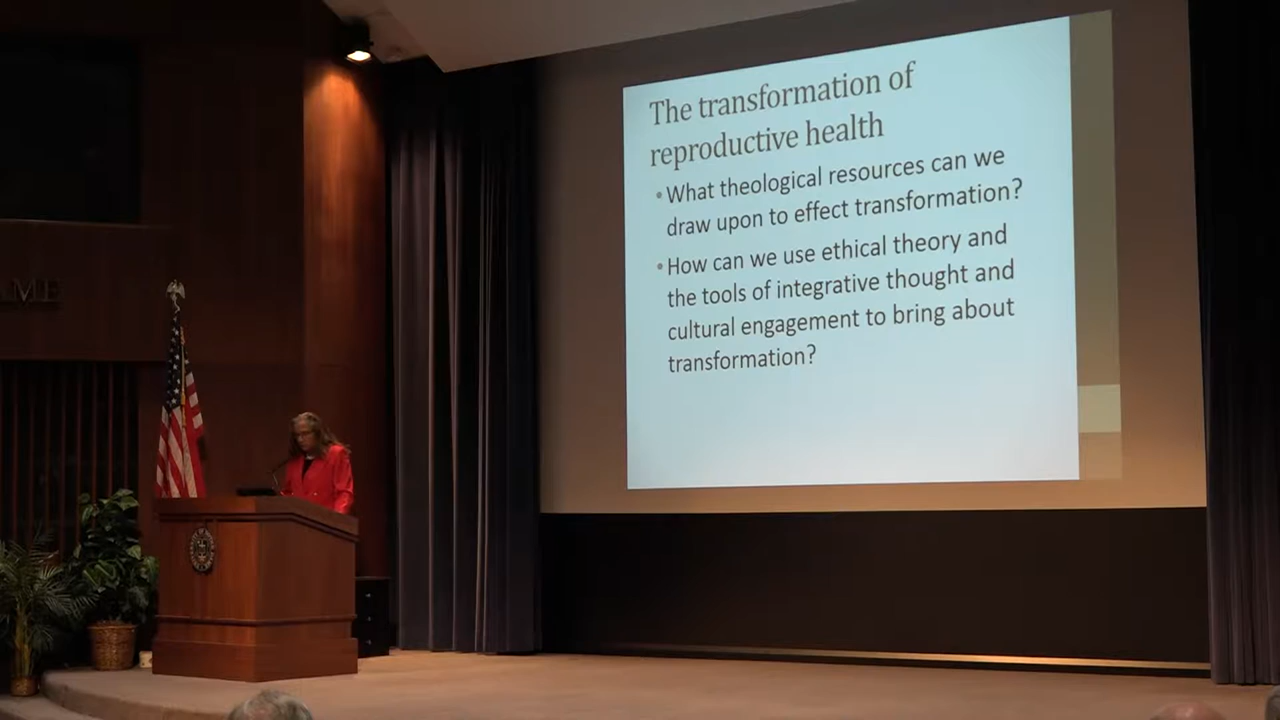 The transformation of
reproductive health
•What theological resources can we
draw upon to effect transformation?
•How can we use ethical theory and
the tools of integrative thought and
cultural engagement to bring about
transformation?
AME